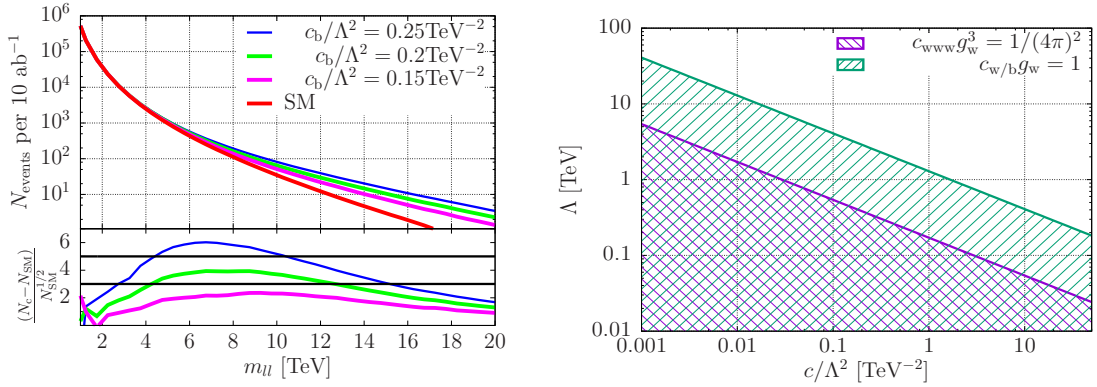 10^6
10^5
10^4
10^3
10^2
10^1
N_events per 10 ab^−1
c_b/Λ^2 = 0.25TeV^−2
c_b/Λ^2 = 0.2TeV^−2
c_b/Λ^2 = 0.15TeV^−2
SM
6
4
2
(N_c−N_SM)
N_SM^1/2
2 4 6 8 10 12 14 16 18 20
m_ll [TeV]
100
10
1
0.1
0.01
Λ [TeV]
c_www g_w^3 = 1/(4π)^2
c_w/b g_w = 1
0.001 0.01 0.1 1 10
c/Λ^2 [TeV^−2]